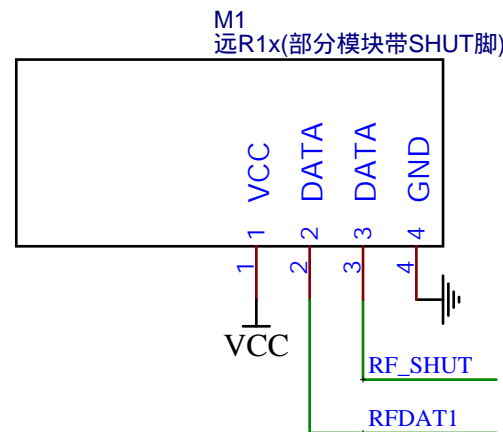 M1
远R1x(部分模块带SHUT脚)
VCC
DATA
DATA
GND
1
2
3
4
1
2
3
4
VCC
RF_SHUT
RFDAT1